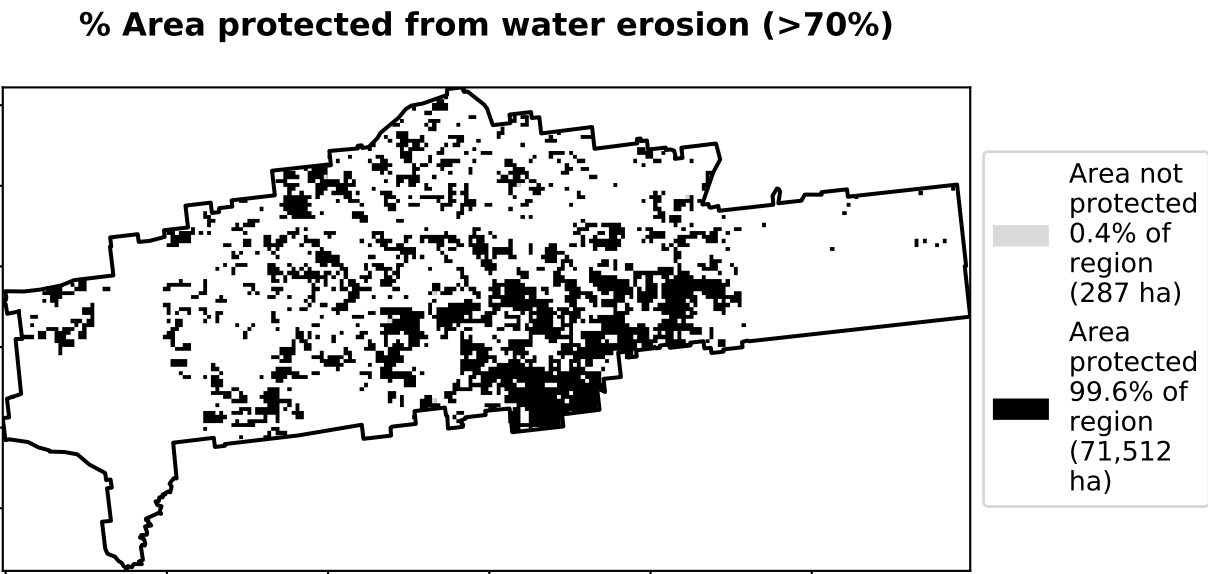 % Area protected from water erosion (>70%)
Area not
protected
0.4% of
region
(287 ha)
Area
protected
99.6% of
region
(71,512
ha)